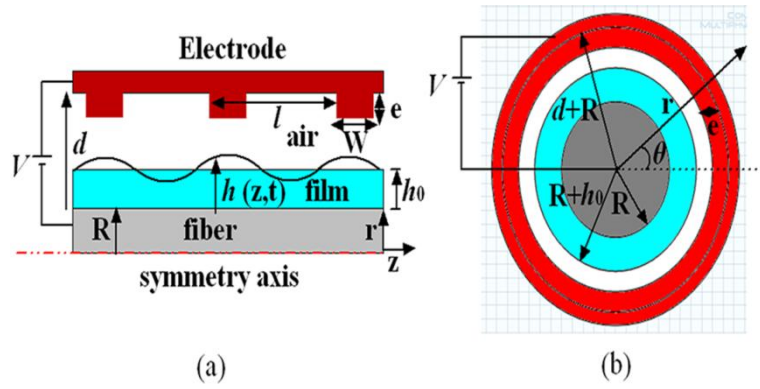 Electrode
V
d
l
air
W
e
h (z,t)
film
h0
R
fiber
r
z
symmetry axis
(a)
V
d+R
r
e
θ
R+h0
R
(b)